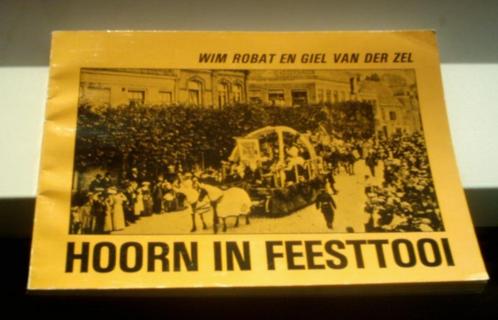 WIM ROBAT EN GIEL VAN DER ZEL
HOORN IN FEESTTOOI